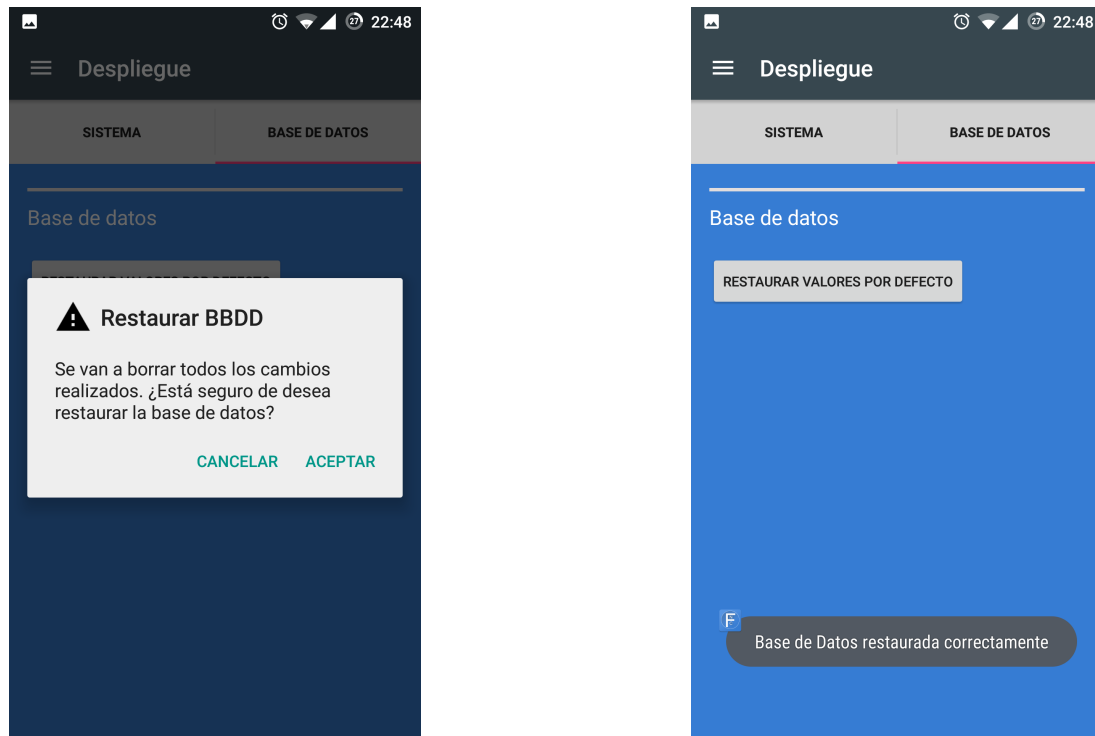 27 22:48
Despliegue
SISTEMA BASE DE DATOS
Base de datos
Restaurar BBDD
Se van a borrar todos los cambios
realizados. ¿Está seguro de desea
restaurar la base de datos?
CANCELAR ACEPTAR
27 22:48
Despliegue
SISTEMA BASE DE DATOS
Base de datos
RESTAURAR VALORES POR DEFECTO
F
Base de Datos restaurada correctamente